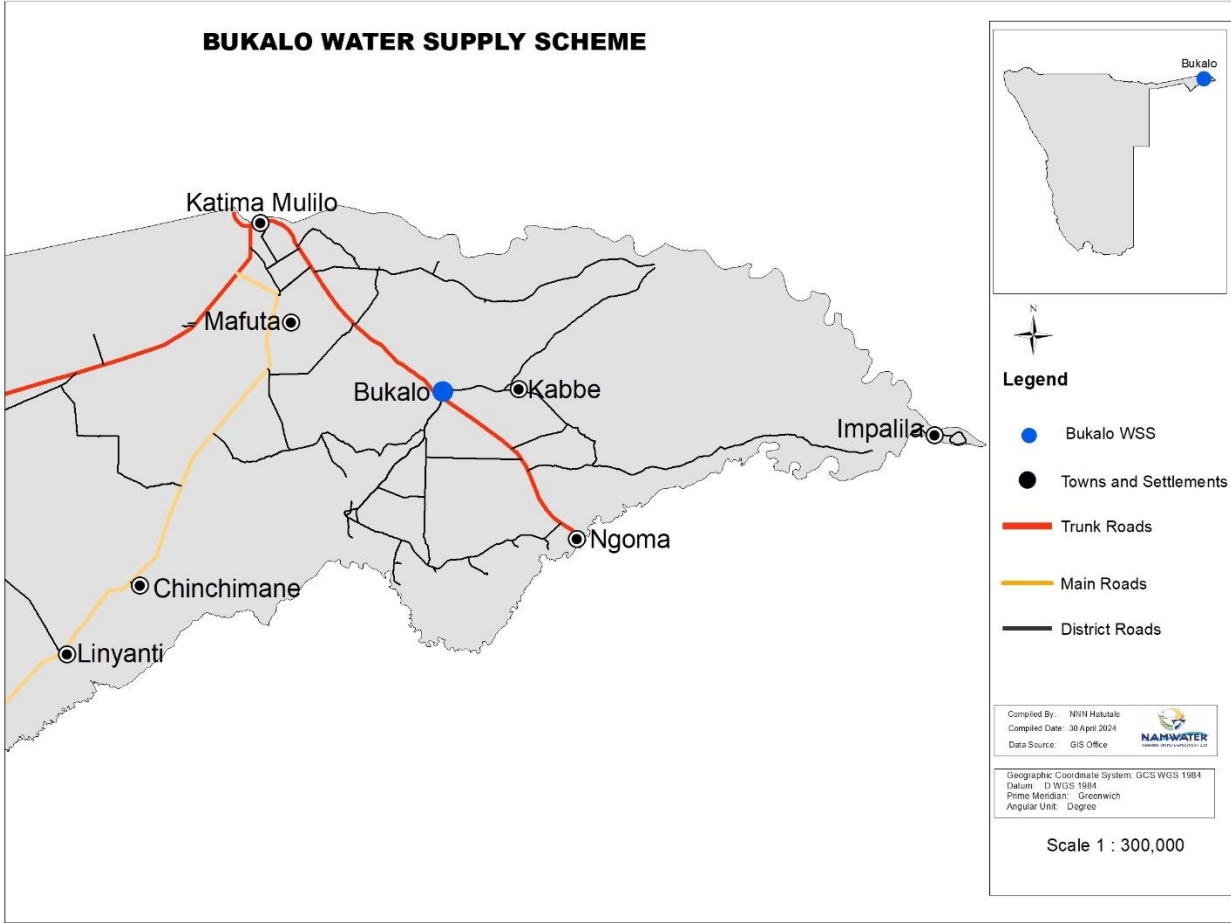 BUKALO WATER SUPPLY SCHEME
Bukalo
Katima Mulilo
Mafuta
Bukalo
Kabbe
Impalila
Ngoma
Chinchimane
Linyanti
N
Legend
Bukalo WSS
Towns and Settlements
Trunk Roads
Main Roads
District Roads
Compiled By: NNN Hatutale
Compiled Date: 30 April 2024
Data Source: GIS Office
NAMWATER
Geographic Coordinate System: GCS WGS 1984
Datum: D WGS 1984
Prime Meridian: Greenwich
Angular Unit: Degree
Scale 1 : 300,000